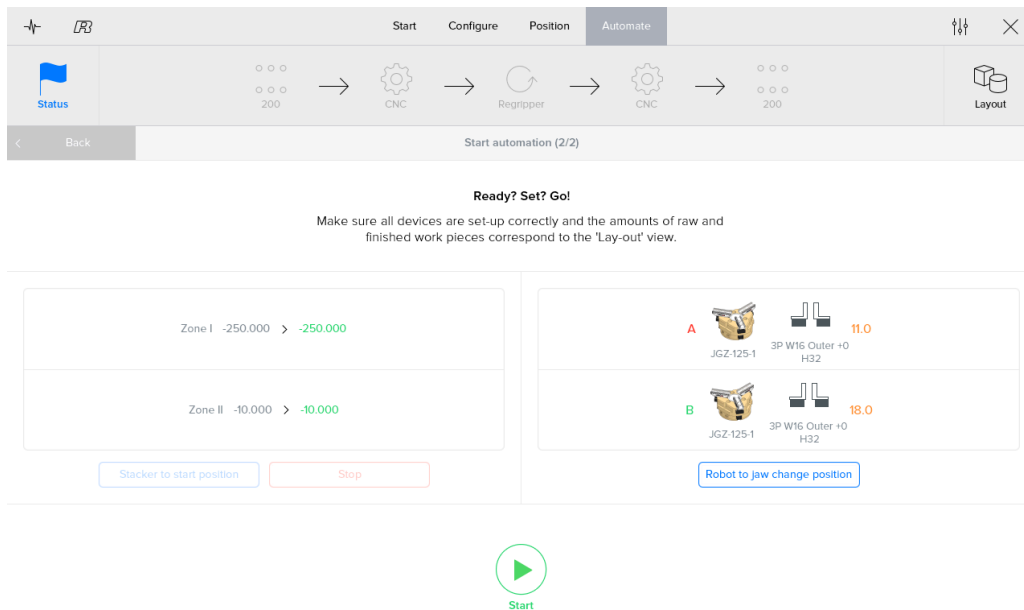 Start Configure Position Automate
Status
200 CNC Regripper CNC 200
Layout
Back
Start automation (2/2)
Ready? Set? Go!
Make sure all devices are set-up correctly and the amounts of raw and
finished work pieces correspond to the 'Lay-out' view.
Zone I -250.000 > -250.000
Zone II -10.000 > -10.000
Stacker to start position
Stop
A
JGZ-125-1
3P W16 Outer +0
H32
11.0
B
JGZ-125-1
3P W16 Outer +0
H32
18.0
Robot to jaw change position
Start